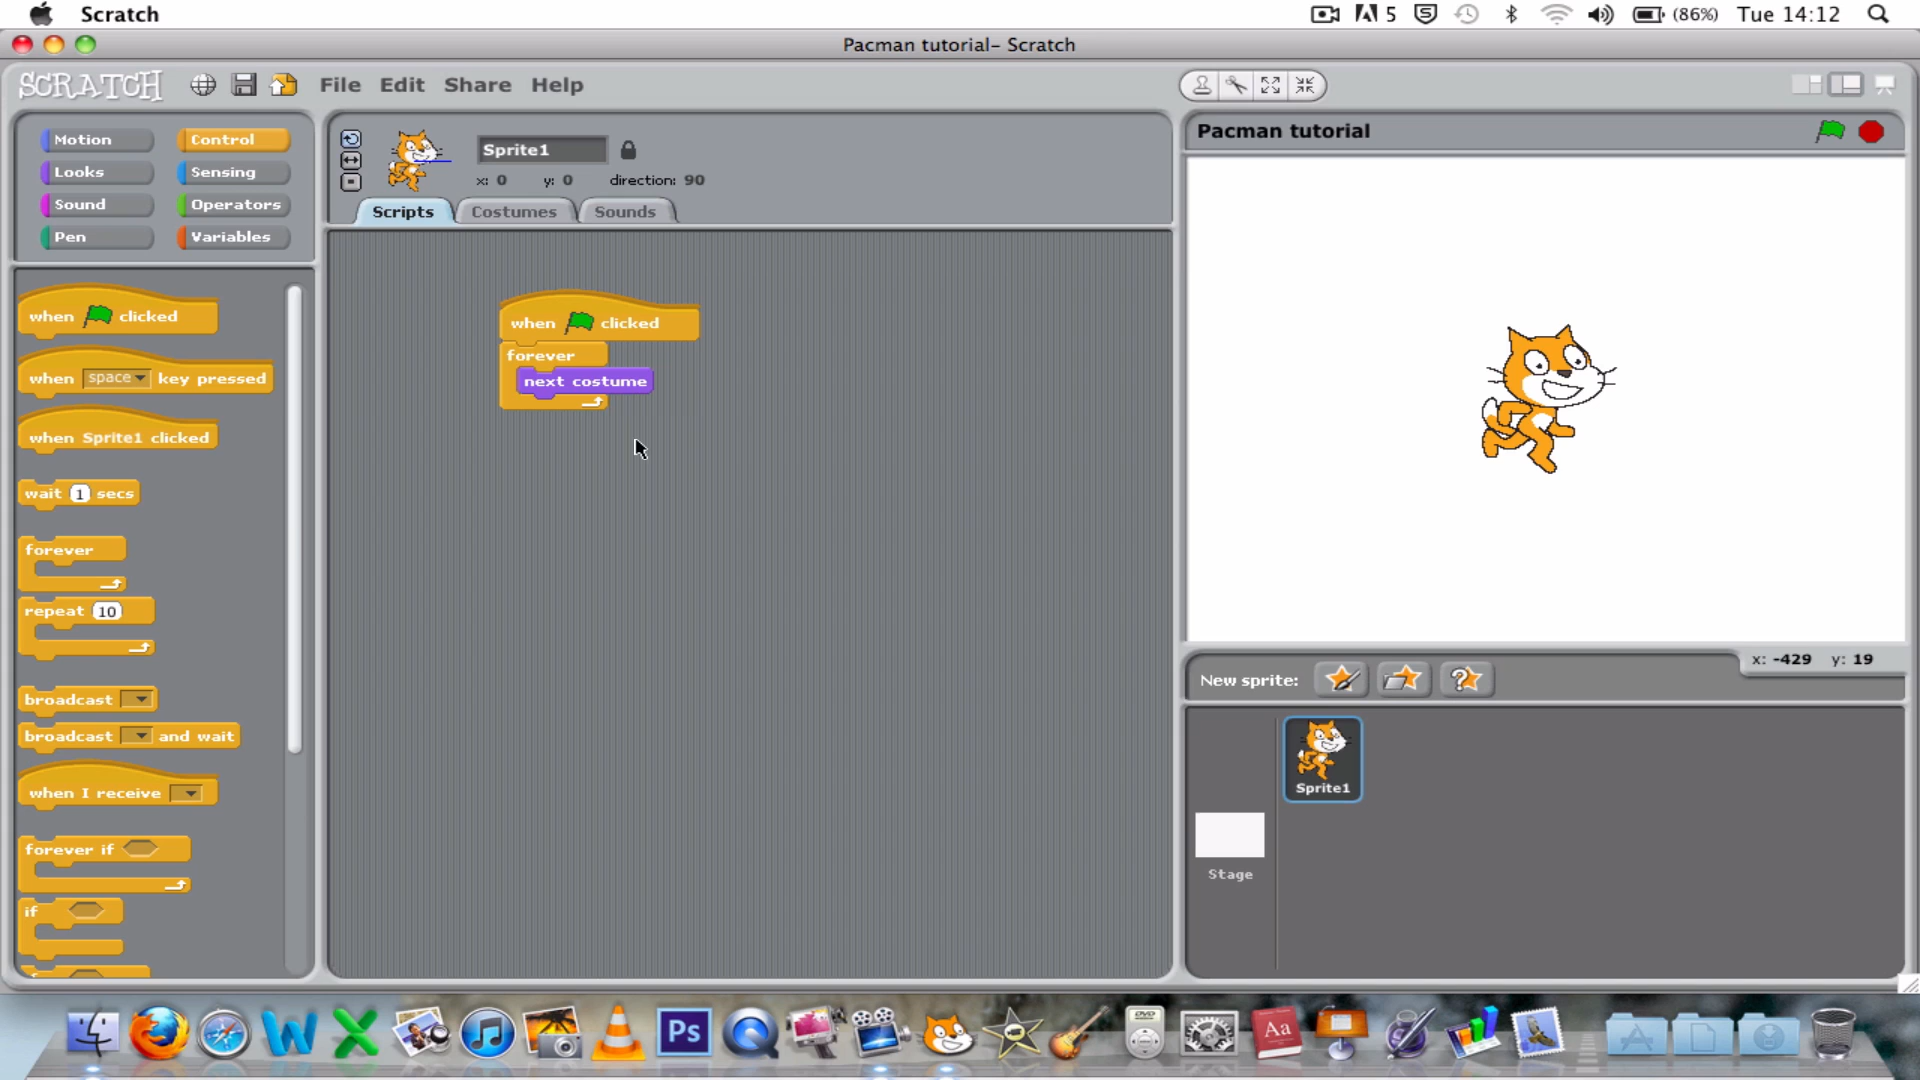 Scratch
5
(86%)
Tue 14:12
Pacman tutorial- Scratch
SCRATCH
File Edit Share Help
Motion
Control
Looks
Sensing
Sound
Operators
Pen
Variables
Sprite1
x: 0 y: 0 direction: 90
Scripts
Costumes
Sounds
Pacman tutorial
when clicked
when space key pressed
when Sprite1 clicked
wait 1 secs
forever
repeat 10
broadcast
broadcast and wait
when I receive
forever if
if
when clicked
forever
next costume
x: -429 y: 19
New sprite:
Sprite1
Stage
W
X
Ps
DVD
Aa